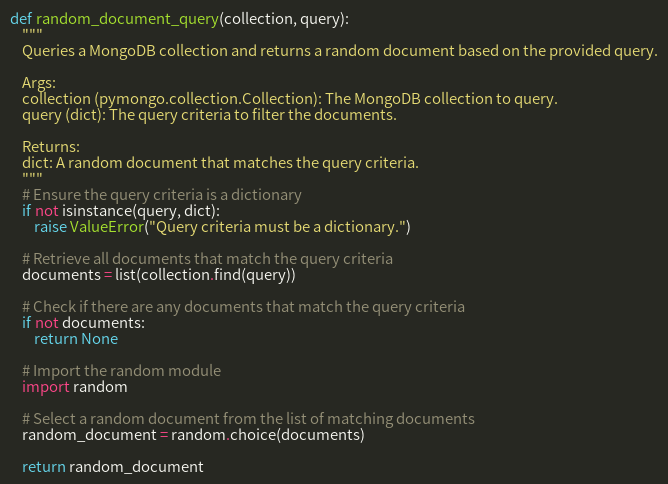 def random_document_query(collection, query):
"""
Queries a MongoDB collection and returns a random document based on the provided query.
Args:
collection (pymongo.collection.Collection): The MongoDB collection to query.
query (dict): The query criteria to filter the documents.
Returns:
dict: A random document that matches the query criteria.
"""
# Ensure the query criteria is a dictionary
if not isinstance(query, dict):
raise ValueError("Query criteria must be a dictionary.")
# Retrieve all documents that match the query criteria
documents = list(collection.find(query))
# Check if there are any documents that match the query criteria
if not documents:
return None
# Import the random module
import random
# Select a random document from the list of matching documents
random_document = random.choice(documents)
return random_document